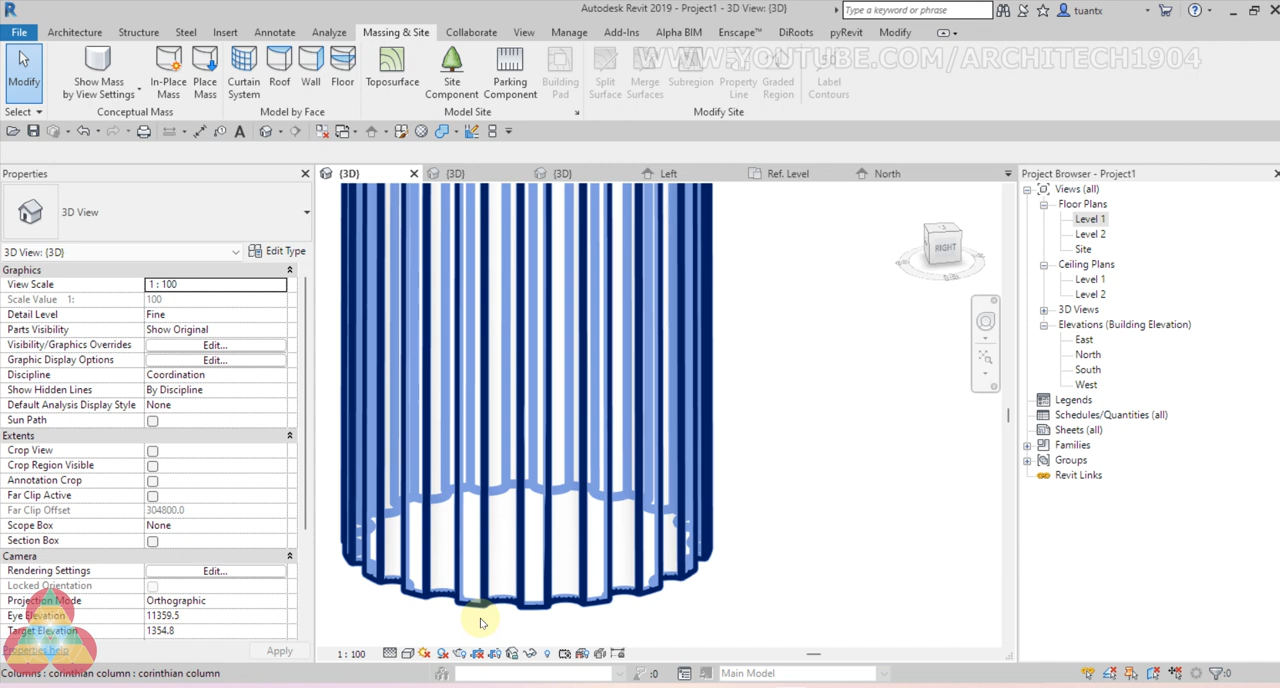 Autodesk Revit 2019 - Project1 - 3D View: {3D}
Type a keyword or phrase
tuantx
File Architecture Structure Steel Insert Annotate Analyze Massing & Site Collaborate View Manage Add-Ins Alpha BIM Enscape™ DiRoots pyRevit Modify
WWW.YOUTUBE.COM/ARCHITECH1904
Modify
Show Mass
by View Settings
In-Place
Mass
Place
Mass
Curtain
System
Roof
Wall
Floor
Toposurface
Site
Component
Parking
Component
Building
Pad
Split
Surface
Merge
Surfaces
Subregion
Property
Line
Graded
Region
Label
Contours
Select
Conceptual Mass
Model by Face
Model Site
Modify Site
Properties
{3D}
{3D}
{3D}
Left
Ref. Level
North
Project Browser - Project1
3D View
3D View: {3D}
Edit Type
Graphics
View Scale 1 : 100
Scale Value 1: 100
Detail Level Fine
Parts Visibility Show Original
Visibility/Graphics Overrides Edit...
Graphic Display Options Edit...
Discipline Coordination
Show Hidden Lines By Discipline
Default Analysis Display Style None
Sun Path
Extents
Crop View
Crop Region Visible
Annotation Crop
Far Clip Active
Far Clip Offset 304800.0
Scope Box None
Section Box
Camera
Rendering Settings Edit...
Locked Orientation
Projection Mode Orthographic
Eye Elevation 11359.5
Target Elevation 1354.8
Properties help
Apply
RIGHT
Views (all)
Floor Plans
Level 1
Level 2
Site
Ceiling Plans
Level 1
Level 2
3D Views
Elevations (Building Elevation)
East
North
South
West
Legends
Schedules/Quantities (all)
Sheets (all)
Families
Groups
Revit Links
1 : 100
Columns : corinthian column : corinthian column
:0
Main Model
:0